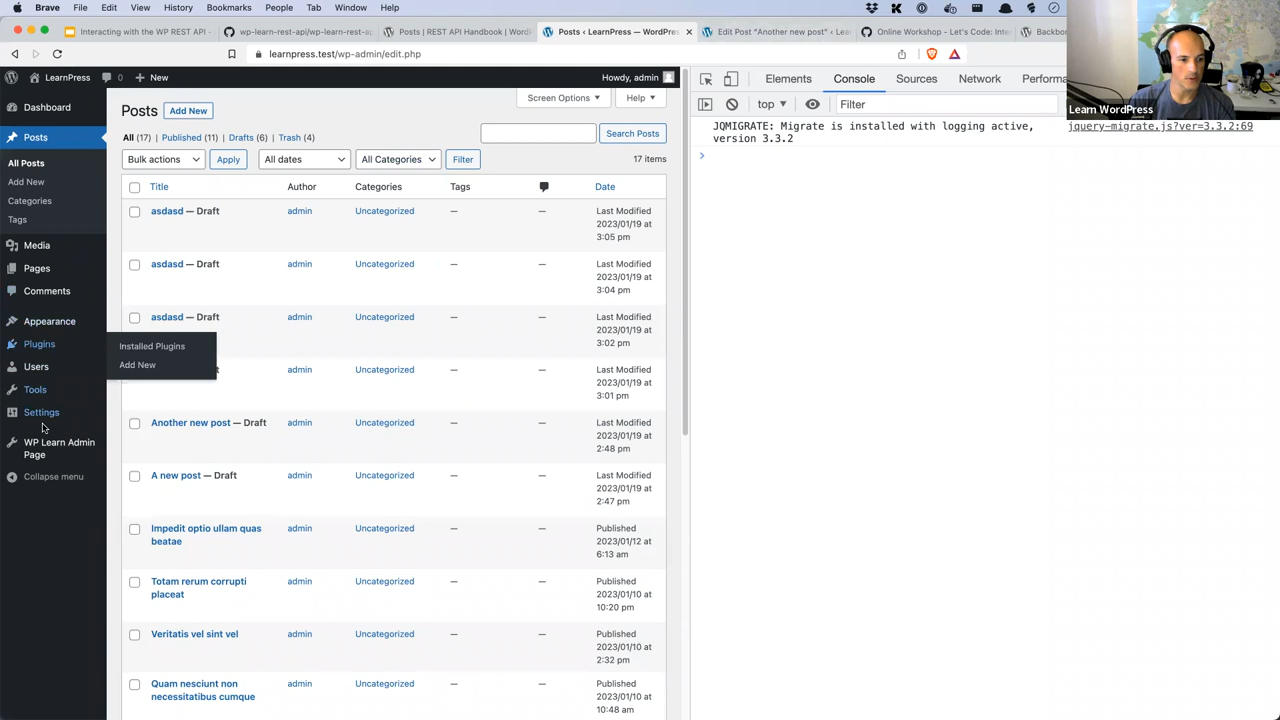 Brave File Edit View History Bookmarks People Tab Window Help
Interacting with the WP REST API -
wp-learn-rest-api/wp-learn-rest-ap
Posts | REST API Handbook | Word
Posts ‹ LearnPress — WordPres
Edit Post "Another new post" ‹ Lea
Online Workshop - Let's Code: Inte
Backbon
learnpress.test/wp-admin/edit.php
LearnPress 0 New
Howdy, admin
Dashboard
Posts
All Posts
Add New
Categories
Tags
Media
Pages
Comments
Appearance
Plugins
Users
Tools
Settings
WP Learn Admin
Page
Collapse menu
Installed Plugins
Add New
Screen Options Help
Posts Add New
All (17) | Published (11) | Drafts (6) | Trash (4)
Search Posts
Bulk actions Apply All dates All Categories Filter 17 items
Title Author Categories Tags Date
asdasd — Draft admin Uncategorized — — Last Modified
2023/01/19 at
3:05 pm
asdasd — Draft admin Uncategorized — — Last Modified
2023/01/19 at
3:04 pm
asdasd — Draft admin Uncategorized — — Last Modified
2023/01/19 at
3:02 pm
admin Uncategorized — — Last Modified
2023/01/19 at
3:01 pm
Another new post — Draft admin Uncategorized — — Last Modified
2023/01/19 at
2:48 pm
A new post — Draft admin Uncategorized — — Last Modified
2023/01/19 at
2:47 pm
Impedit optio ullam quas
beatae
admin Uncategorized — — Published
2023/01/12 at
6:13 am
Totam rerum corrupti
placeat
admin Uncategorized — — Published
2023/01/10 at
10:20 pm
Veritatis vel sint vel admin Uncategorized — — Published
2023/01/10 at
2:32 pm
Quam nesciunt non
necessitatibus cumque
admin Uncategorized — — Published
2023/01/10 at
10:48 am
Elements Console Sources Network Performa
top Filter
JQMIGRATE: Migrate is installed with logging active,
version 3.3.2
jquery-migrate.js?ver=3.3.2:69
Learn WordPress